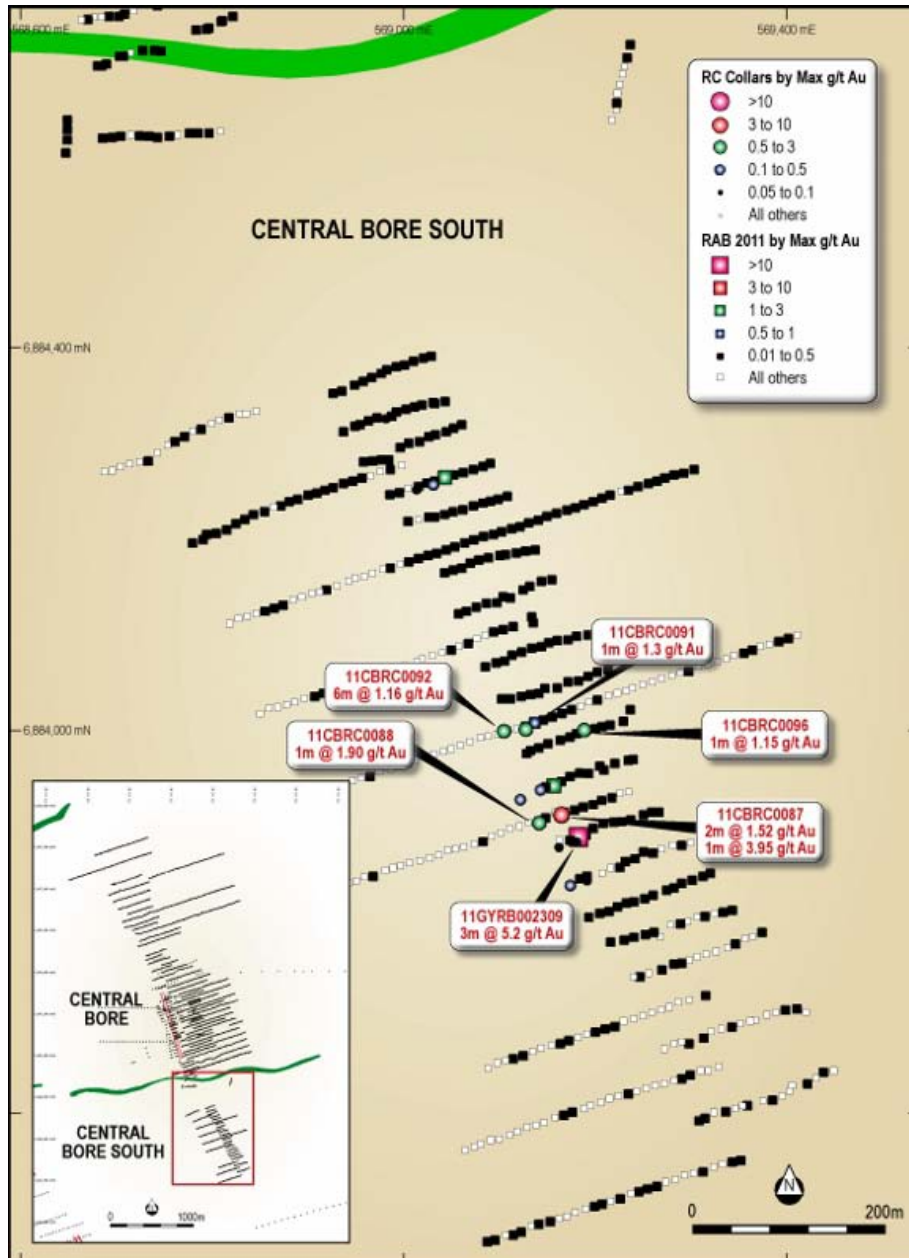 568,600 mE
569,000 mE
569,400 mE
RC Collars by Max g/t Au
>10
3 to 10
0.5 to 3
0.1 to 0.5
0.05 to 0.1
All others
RAB 2011 by Max g/t Au
>10
3 to 10
1 to 3
0.5 to 1
0.01 to 0.5
All others
CENTRAL BORE SOUTH
6,884,400 mN
11CBRC0091
1m @ 1.3 g/t Au
11CBRC0092
6m @ 1.16 g/t Au
11CBRC0096
1m @ 1.15 g/t Au
6,884,000 mN
11CBRC0088
1m @ 1.90 g/t Au
11CBRC0087
2m @ 1.52 g/t Au
1m @ 3.95 g/t Au
11GYRB002309
3m @ 5.2 g/t Au
CENTRAL
BORE
CENTRAL
BORE SOUTH
0 1000m
N
0 200m